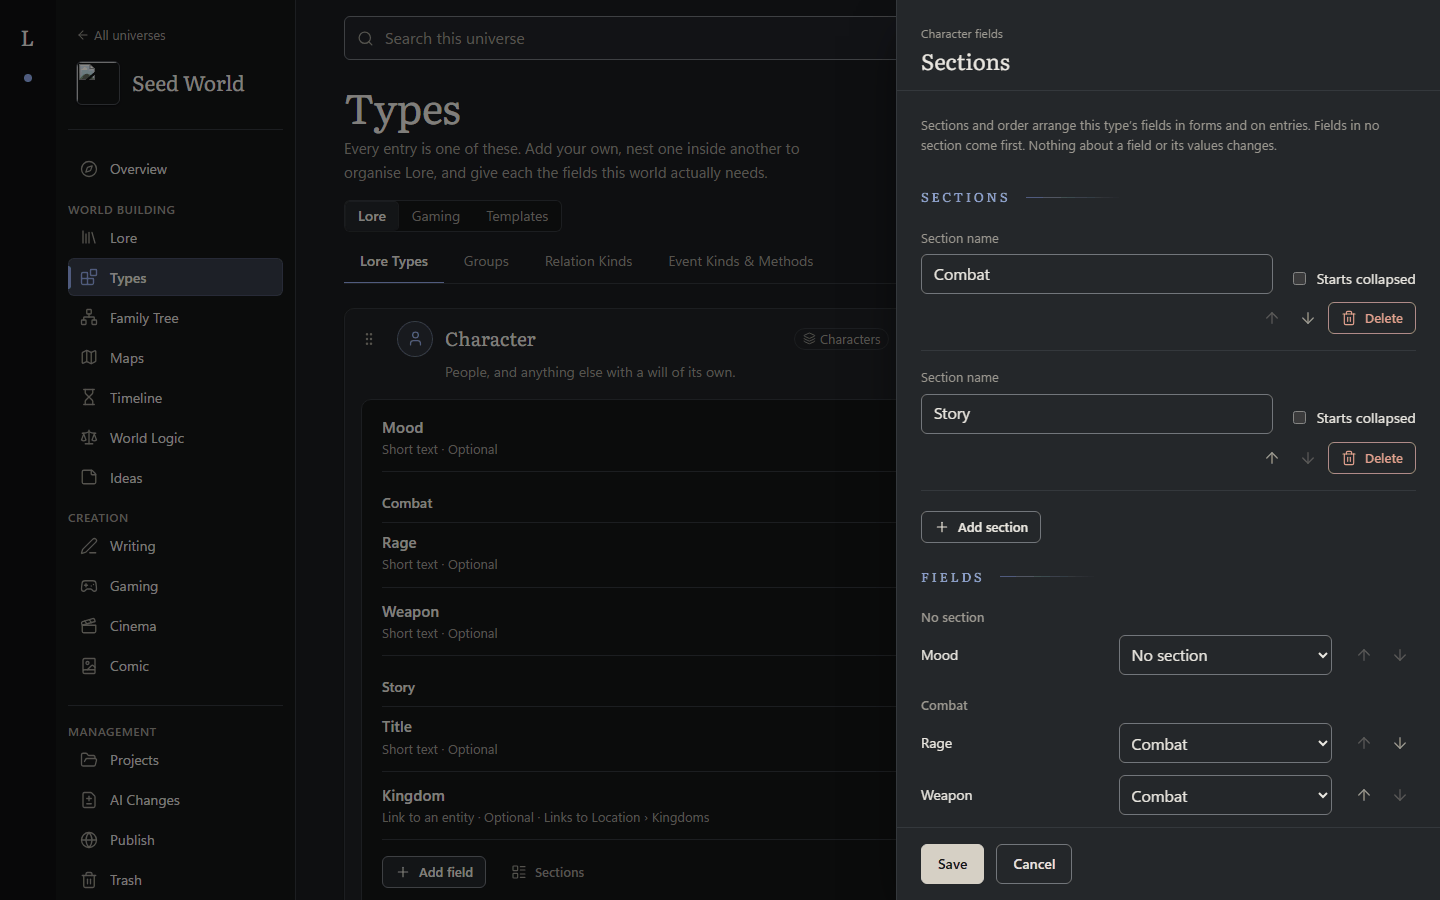 L
All universes
Seed World
Overview
WORLD BUILDING
Lore
Types
Family Tree
Maps
Timeline
World Logic
Ideas
CREATION
Writing
Gaming
Cinema
Comic
MANAGEMENT
Projects
AI Changes
Publish
Trash
Search this universe
Types
Every entry is one of these. Add your own, nest one inside another to
organise Lore, and give each the fields this world actually needs.
Lore Gaming Templates
Lore Types Groups Relation Kinds Event Kinds & Methods
Character Characters
People, and anything else with a will of its own.
Mood
Short text · Optional
Combat
Rage
Short text · Optional
Weapon
Short text · Optional
Story
Title
Short text · Optional
Kingdom
Link to an entity · Optional · Links to Location › Kingdoms
Add field Sections
Character fields
Sections
Sections and order arrange this type's fields in forms and on entries. Fields in no
section come first. Nothing about a field or its values changes.
SECTIONS
Section name
Combat Starts collapsed
Delete
Section name
Story Starts collapsed
Delete
Add section
FIELDS
No section
Mood No section
Combat
Rage Combat
Weapon Combat
Save Cancel